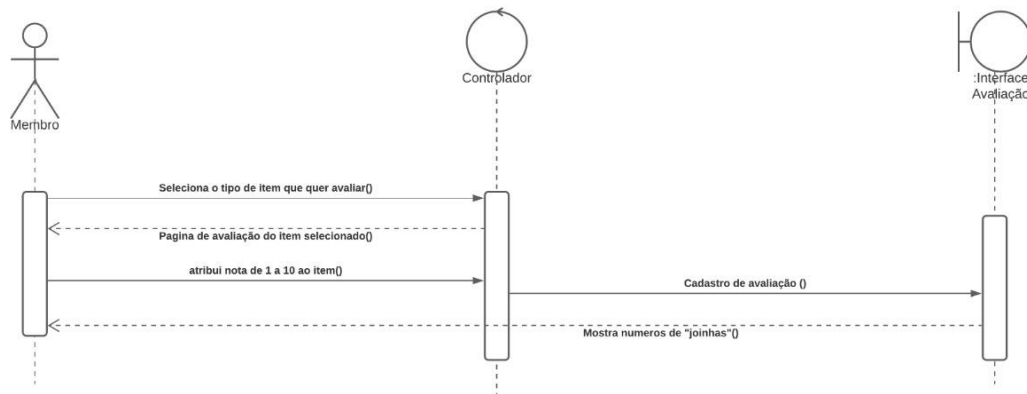 Membro
Controlador
:Interface
Avaliação
Seleciona o tipo de item que quer avaliar()
Pagina de avaliação do item selecionado()
atribui nota de 1 a 10 ao item()
Cadastro de avaliação ()
Mostra numeros de "joinhas"()